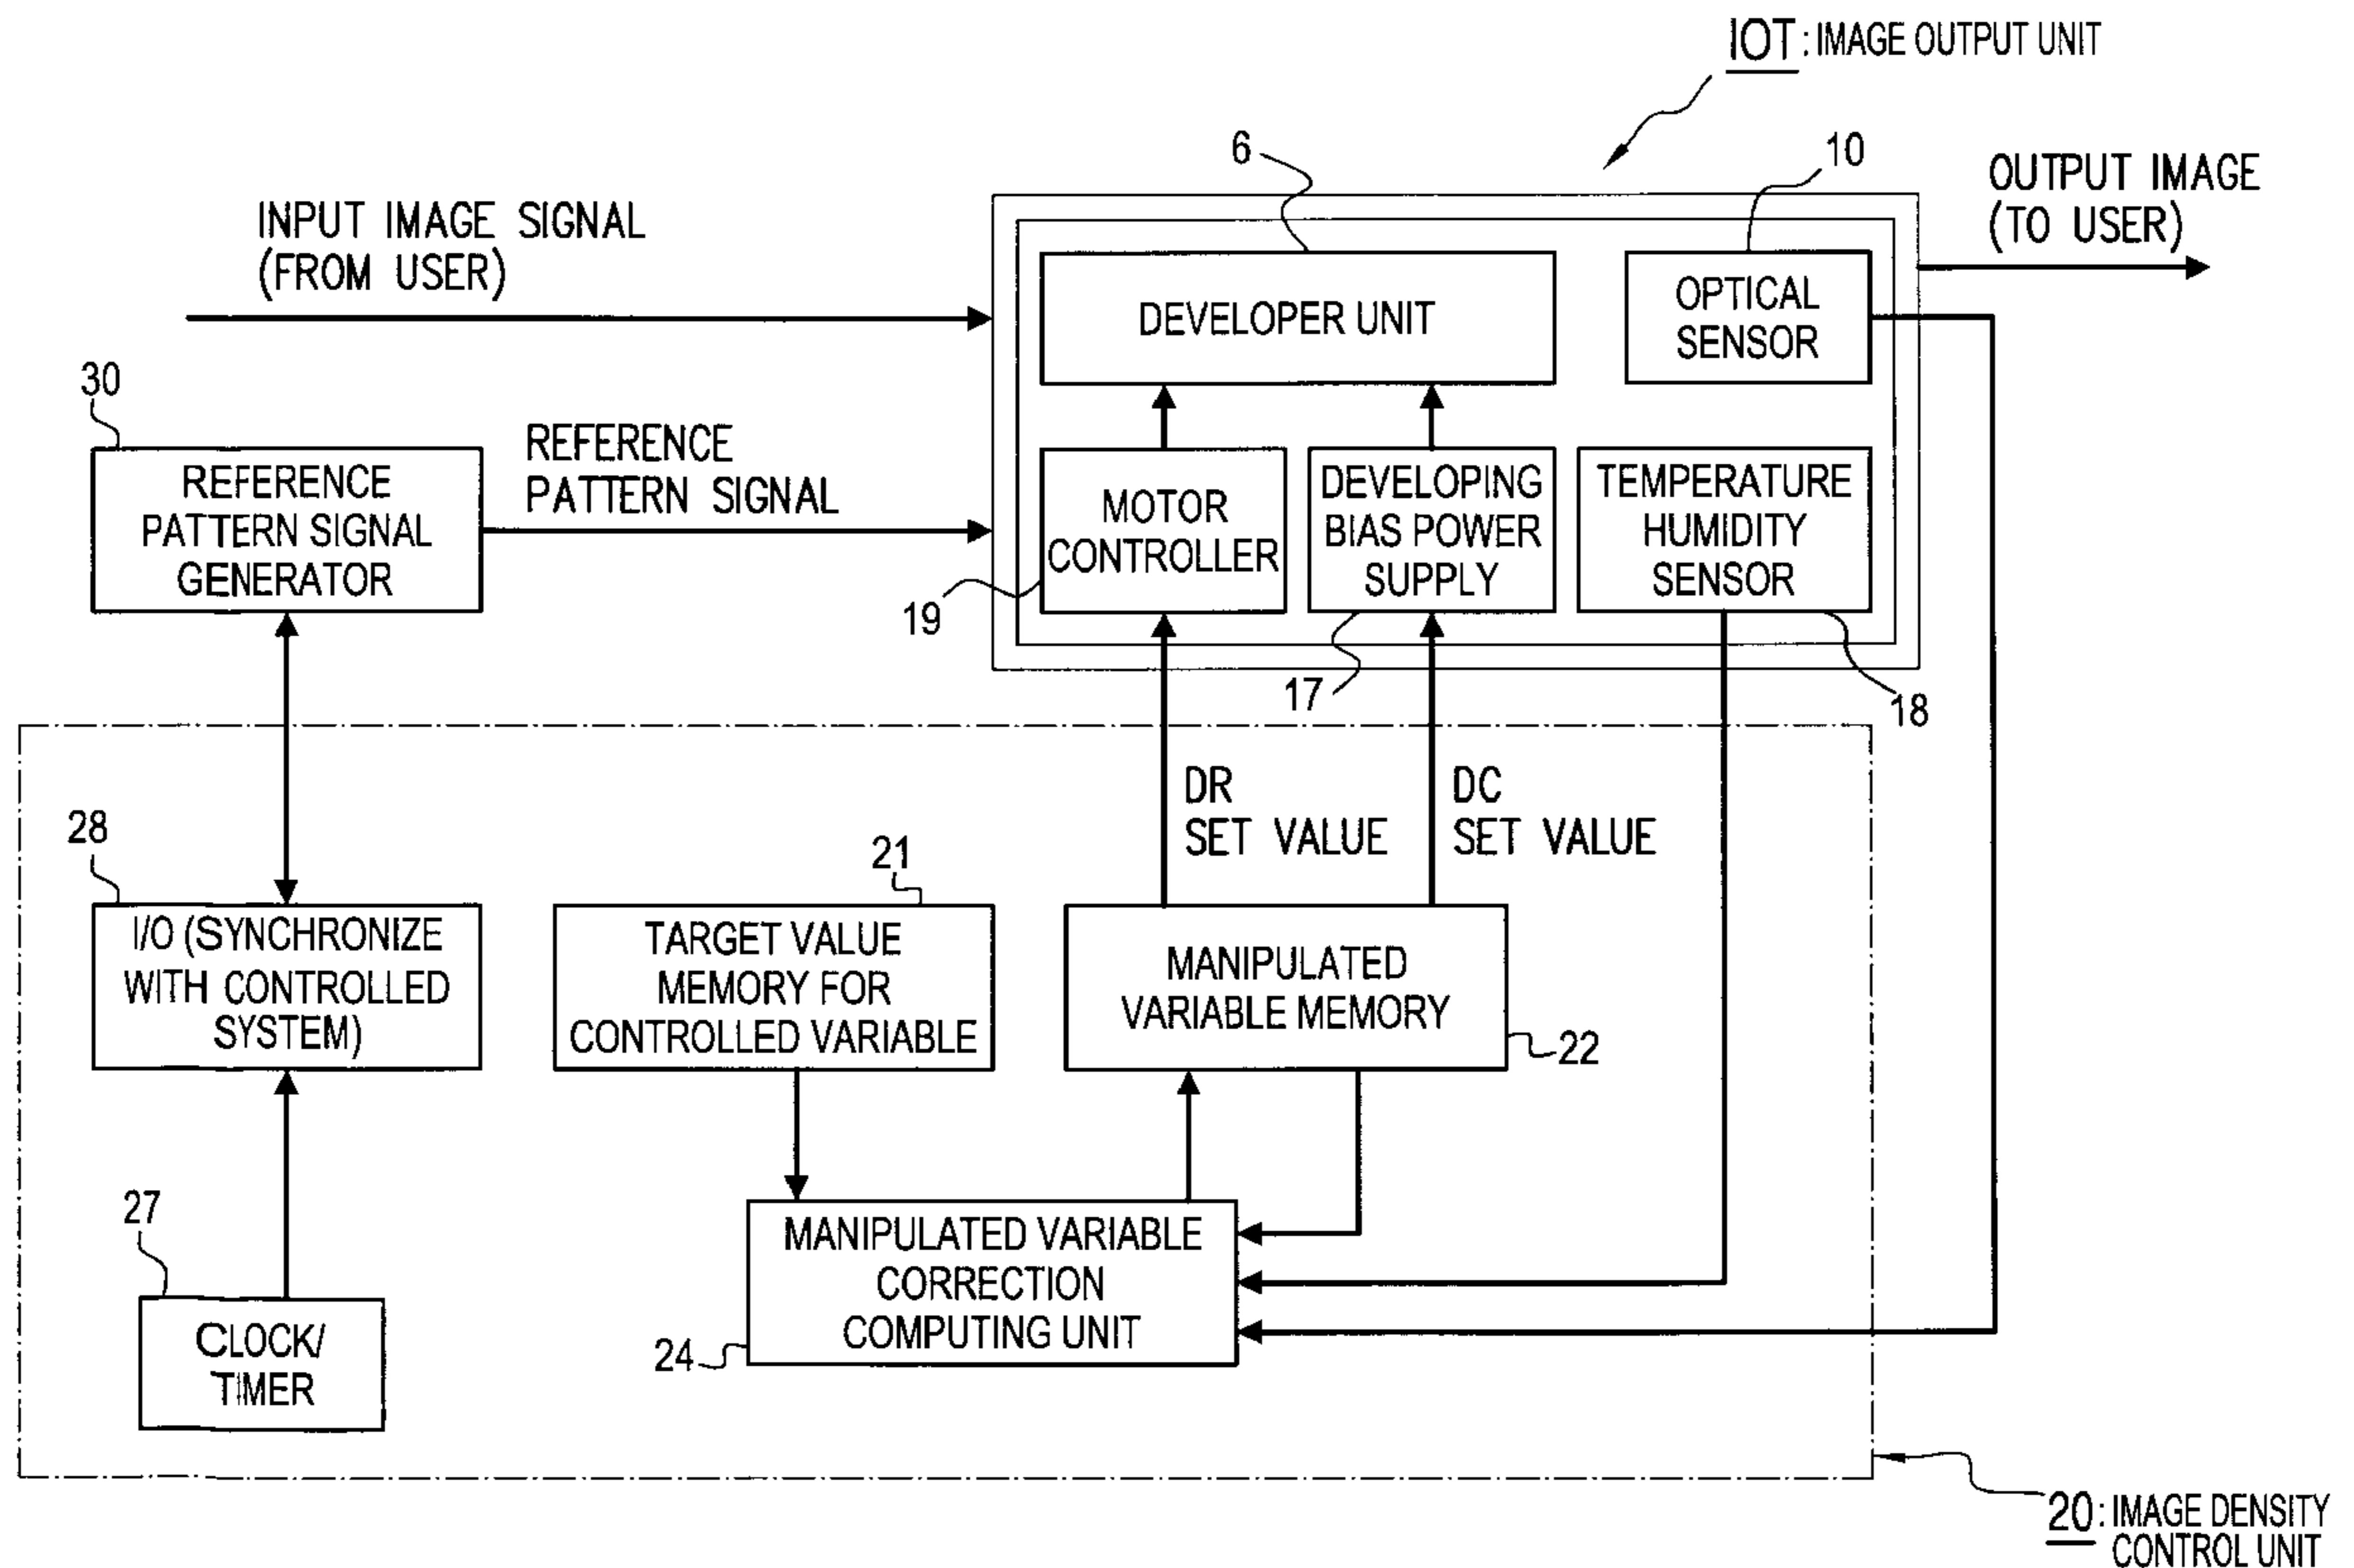 IOT : IMAGE OUTPUT UNIT
6
10
OUTPUT IMAGE
(TO USER)
INPUT IMAGE SIGNAL
(FROM USER)
DEVELOPER UNIT
OPTICAL
SENSOR
30
REFERENCE
PATTERN SIGNAL
GENERATOR
REFERENCE
PATTERN SIGNAL
MOTOR
CONTROLLER
DEVELOPING
BIAS POWER
SUPPLY
TEMPERATURE
HUMIDITY
SENSOR
19
17
18
DR
SET VALUE
DC
SET VALUE
28
I/O (SYNCHRONIZE
WITH CONTROLLED
SYSTEM)
21
TARGET VALUE
MEMORY FOR
CONTROLLED VARIABLE
MANIPULATED
VARIABLE MEMORY
22
27
CLOCK/
TIMER
MANIPULATED VARIABLE
CORRECTION
COMPUTING UNIT
24
20 : IMAGE DENSITY
CONTROL UNIT